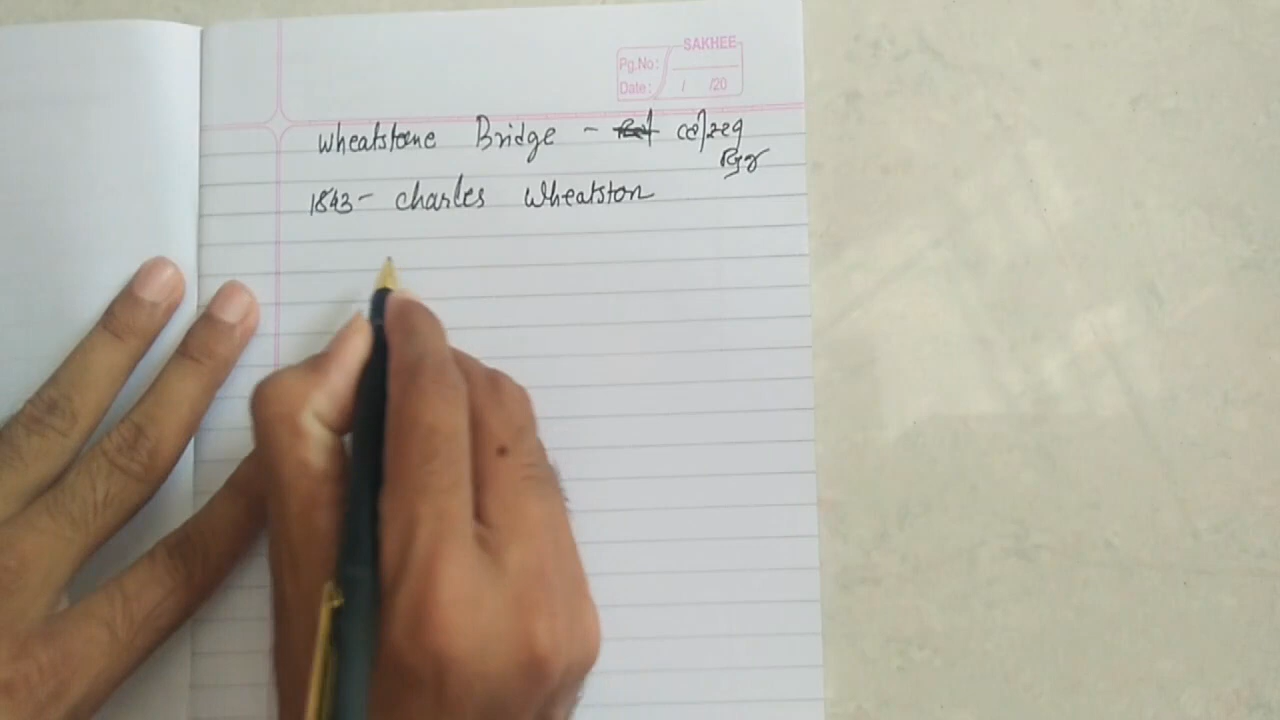 SAKHEE
Pg.No:
Date: / /20
Wheatstone Bridge -
1843- Charles Wheatston